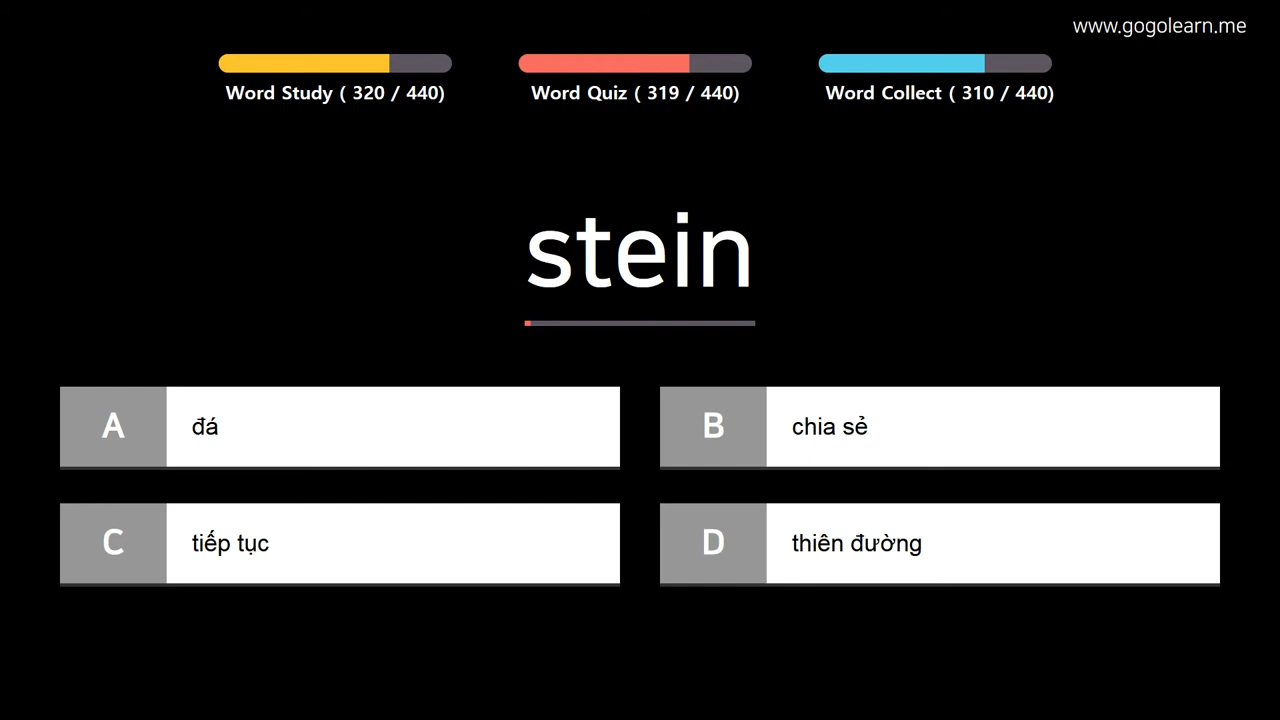 www.gogolearn.me
Word Study ( 320 / 440)
Word Quiz ( 319 / 440)
Word Collect ( 310 / 440)
stein
A
đá
B
chia sẻ
C
tiếp tục
D
thiên đường